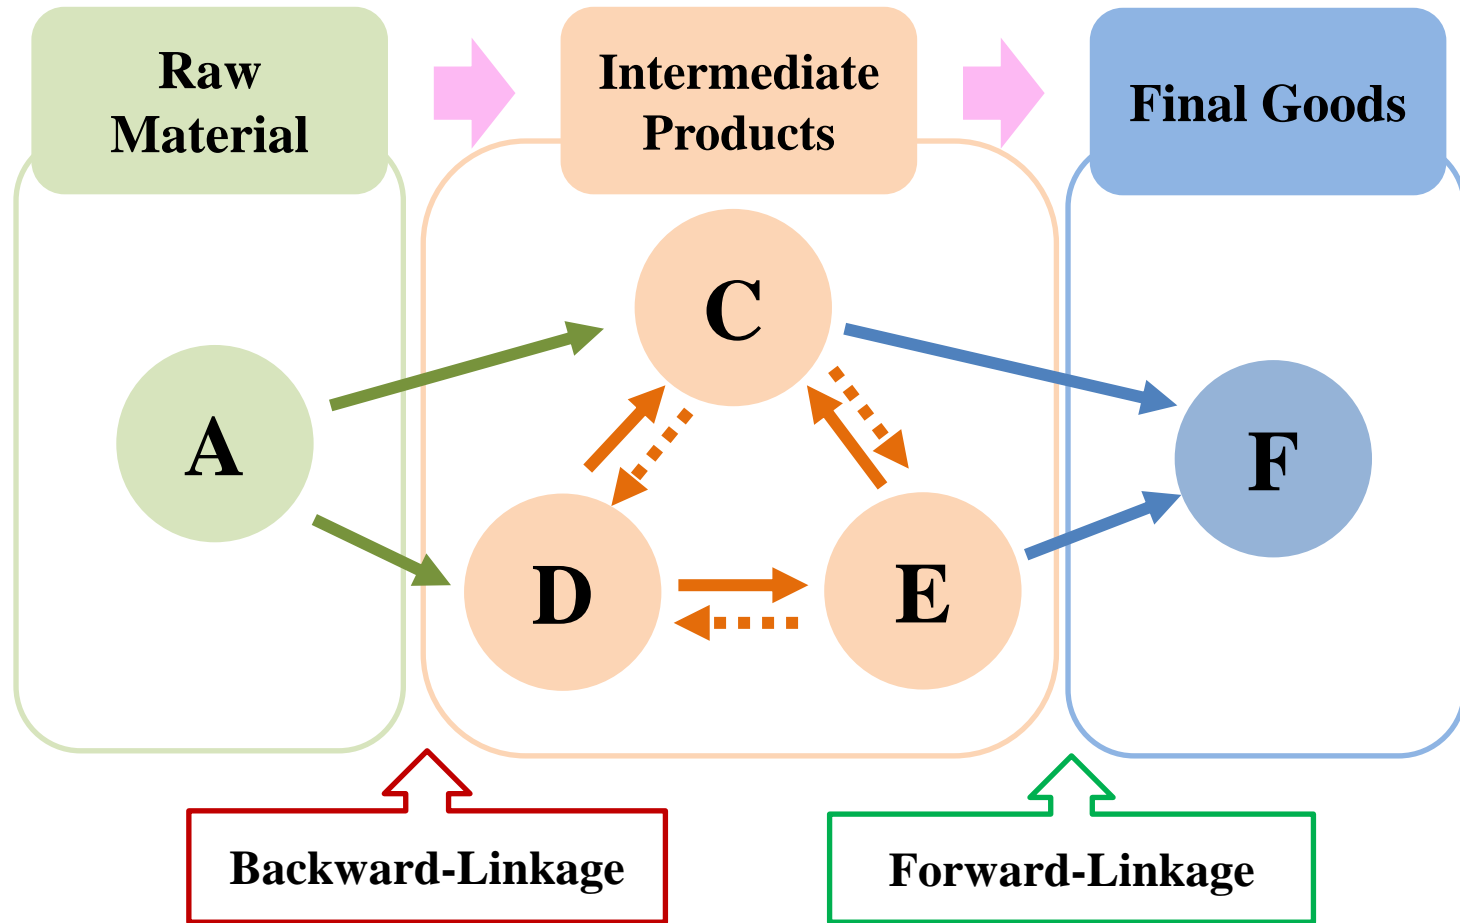 Raw
Material
Intermediate
Products
Final Goods
C
A
F
D
E
Backward-Linkage
Forward-Linkage